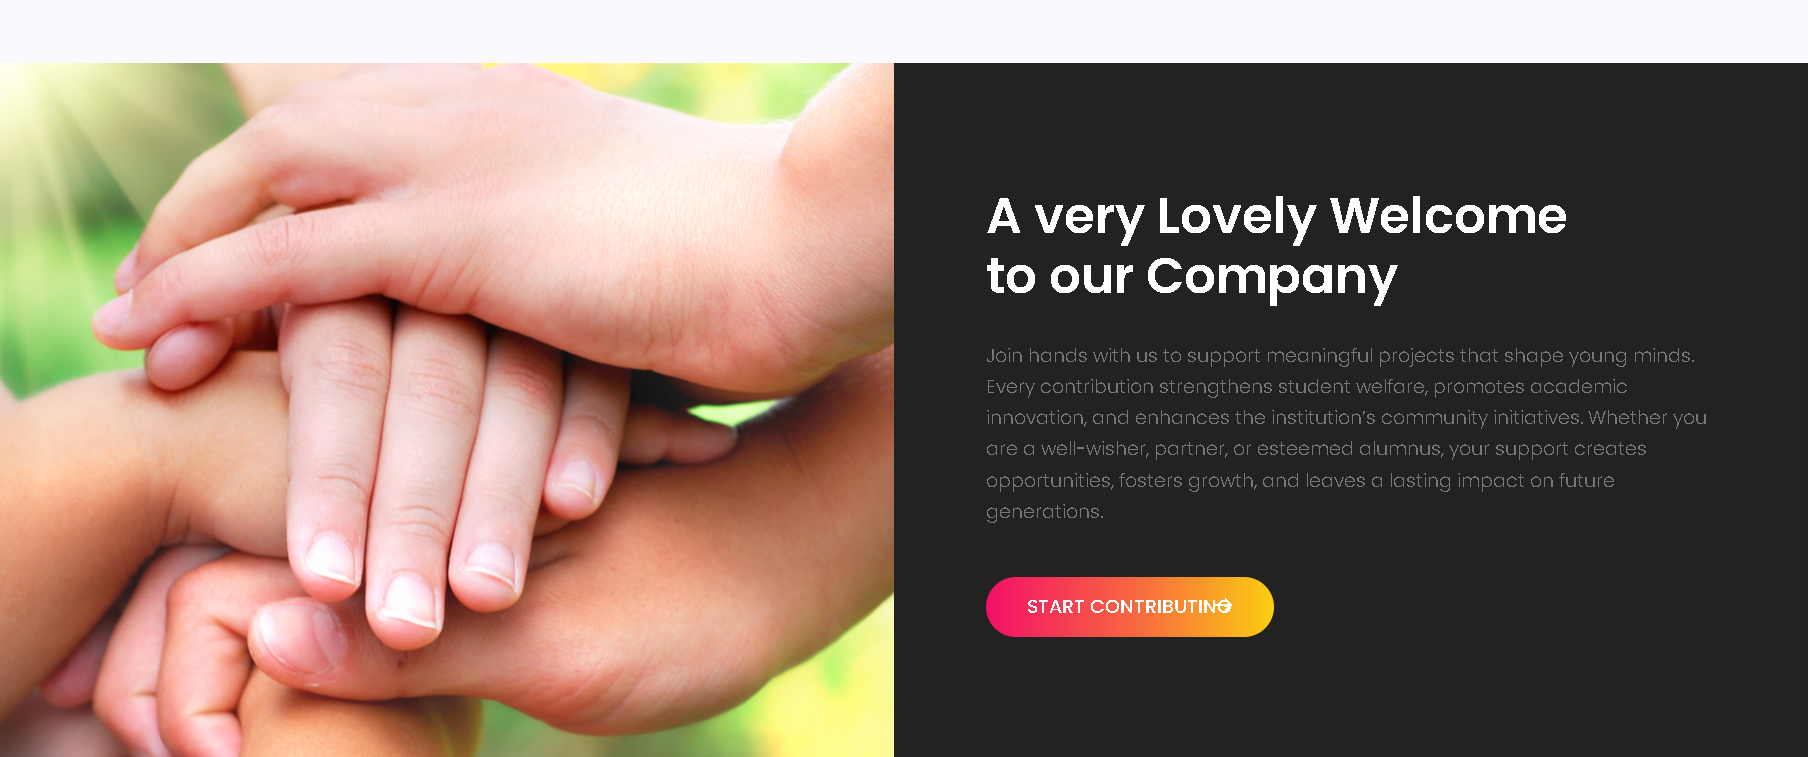 A very Lovely Welcome
to our Company
Join hands with us to support meaningful projects that shape young minds.
Every contribution strengthens student welfare, promotes academic
innovation, and enhances the institution's community initiatives. Whether you
are a well-wisher, partner, or esteemed alumnus, your support creates
opportunities, fosters growth, and leaves a lasting impact on future
generations.
START CONTRIBUTING